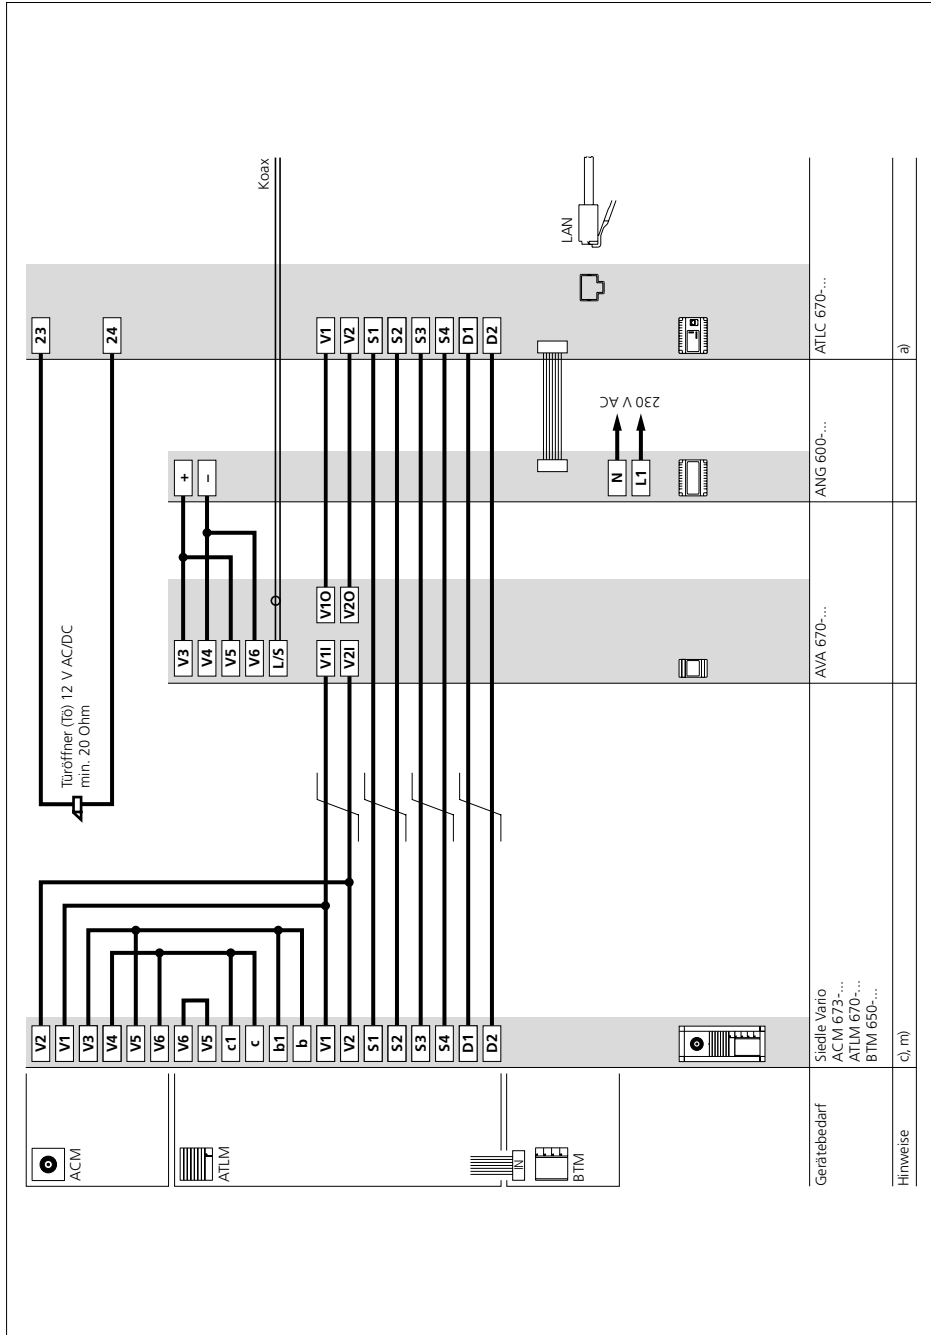 V2 23
V1 Türöffner (Tö) 12 V AC/DC
ACM
V3 min. 20 Ohm
V4 24
V5
V6
V6 V3 +
V5 V4 –
ATLM
c1 V5
c V6
Koax
b1 L/S
b
V1 V1I V1O V1
V2 V2I V2O V2
S1 S1
S2 S2
S3 S3
S4 S4
D1 D1
D2 D2
IN
LAN
BTM
N
L1
230 V AC
Gerätebedarf
Siedle Vario
ACM 673-...
ATLM 670-...
BTM 650-...
AVA 670-...
ANG 600-...
ATLC 670-...
Hinweise
c), m)
a)